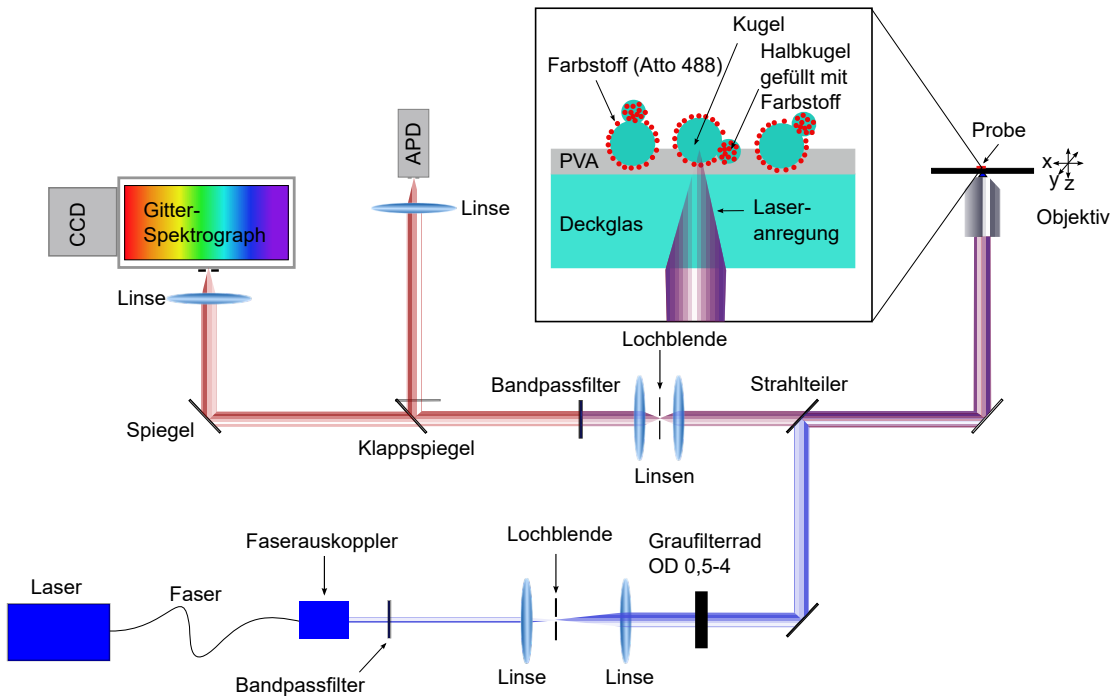 Kugel
Farbstoff (Atto 488)
Halbkugel
gefüllt mit
Farbstoff
PVA
Deckglas
Laser-
anregung
Probe
x
y
z
Objektiv
APD
Linse
CCD
Gitter-
Spektrograph
Linse
Lochblende
Bandpassfilter
Strahlteiler
Spiegel
Klappspiegel
Linsen
Faserauskoppler
Lochblende
Graufilterrad
OD 0,5-4
Laser
Faser
Bandpassfilter
Linse
Linse